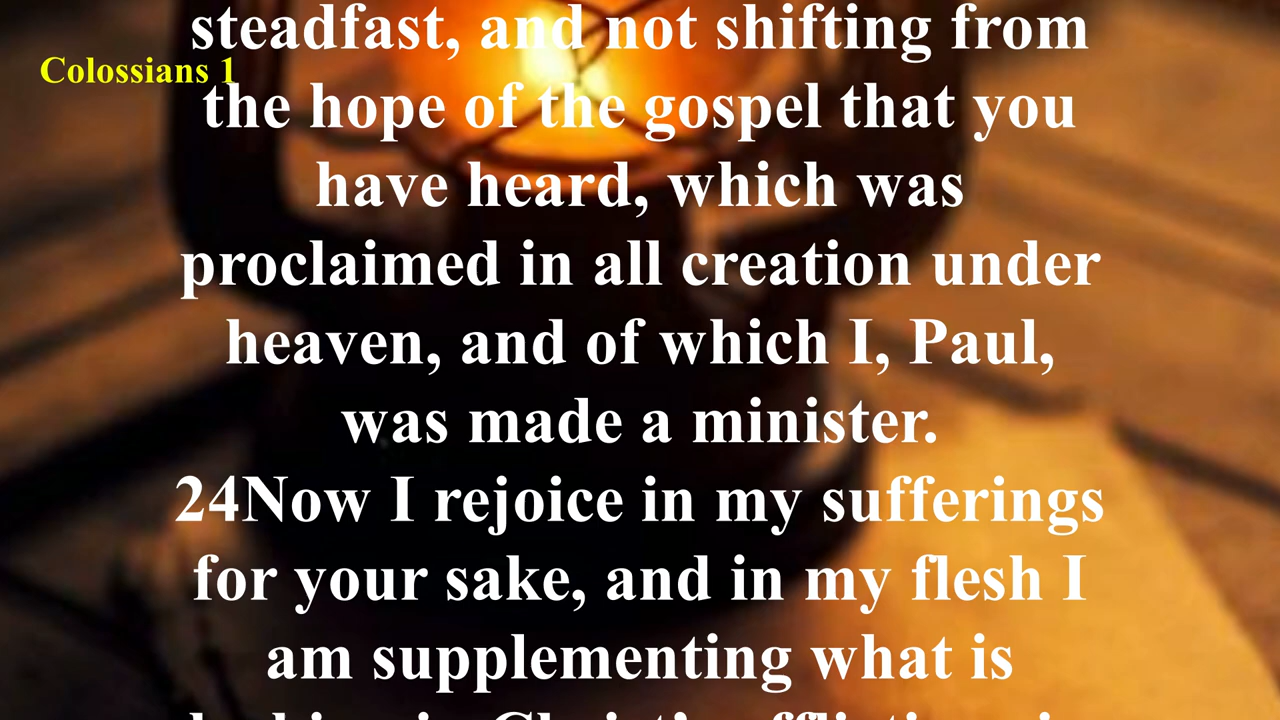 steadfast, and not shifting from
Colossians 1
the hope of the gospel that you
have heard, which was
proclaimed in all creation under
heaven, and of which I, Paul,
was made a minister.
24Now I rejoice in my sufferings
for your sake, and in my flesh I
am supplementing what is